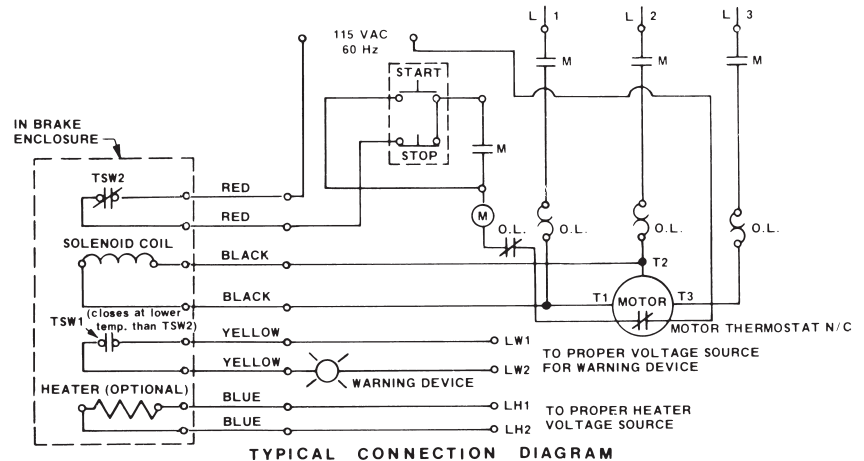 L 1
L 2
L 3
115 VAC
60 Hz
M
M
M
START
STOP
M
IN BRAKE
ENCLOSURE
TSW2
RED
RED
M
O.L.
O.L.
O.L.
O.L.
SOLENOID COIL
BLACK
T2
BLACK
T1
MOTOR
T3
(closes at lower
temp. than TSW2)
TSW1
YELLOW
LW1
MOTOR THERMOSTAT N/C
YELLOW
LW2
TO PROPER VOLTAGE SOURCE
FOR WARNING DEVICE
WARNING DEVICE
HEATER (OPTIONAL)
BLUE
LH1
BLUE
LH2
TO PROPER HEATER
VOLTAGE SOURCE
TYPICAL CONNECTION DIAGRAM